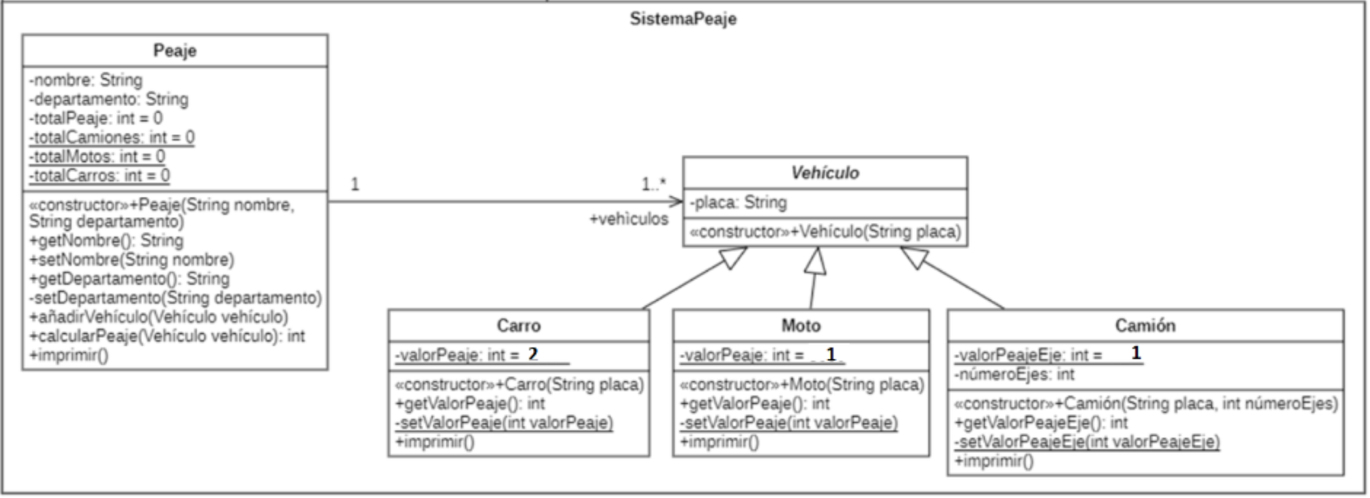 SistemaPeaje
Peaje
-nombre: String
-departamento: String
-totalPeaje: int = 0
-totalCamiones: int = 0
-totalMotos: int = 0
-totalCarros: int = 0
«constructor»+Peaje(String nombre,
String departamento)
+getNombre(): String
+setNombre(String nombre)
+getDepartamento(): String
-setDepartamento(String departamento)
+añadirVehículo(Vehículo vehículo)
+calcularPeaje(Vehículo vehículo): int
+imprimir()
1
1..*
+vehìculos
Vehículo
-placa: String
«constructor»+Vehículo(String placa)
Carro
-valorPeaje: int = 2
«constructor»+Carro(String placa)
+getValorPeaje(): int
-setValorPeaje(int valorPeaje)
+imprimir()
Moto
-valorPeaje: int = 1
«constructor»+Moto(String placa)
+getValorPeaje(): int
-setValorPeaje(int valorPeaje)
+imprimir()
Camión
-valorPeajeEje: int = 1
-númeroEjes: int
«constructor»+Camión(String placa, int númeroEjes)
+getValorPeajeEje(): int
-setValorPeajeEje(int valorPeajeEje)
+imprimir()